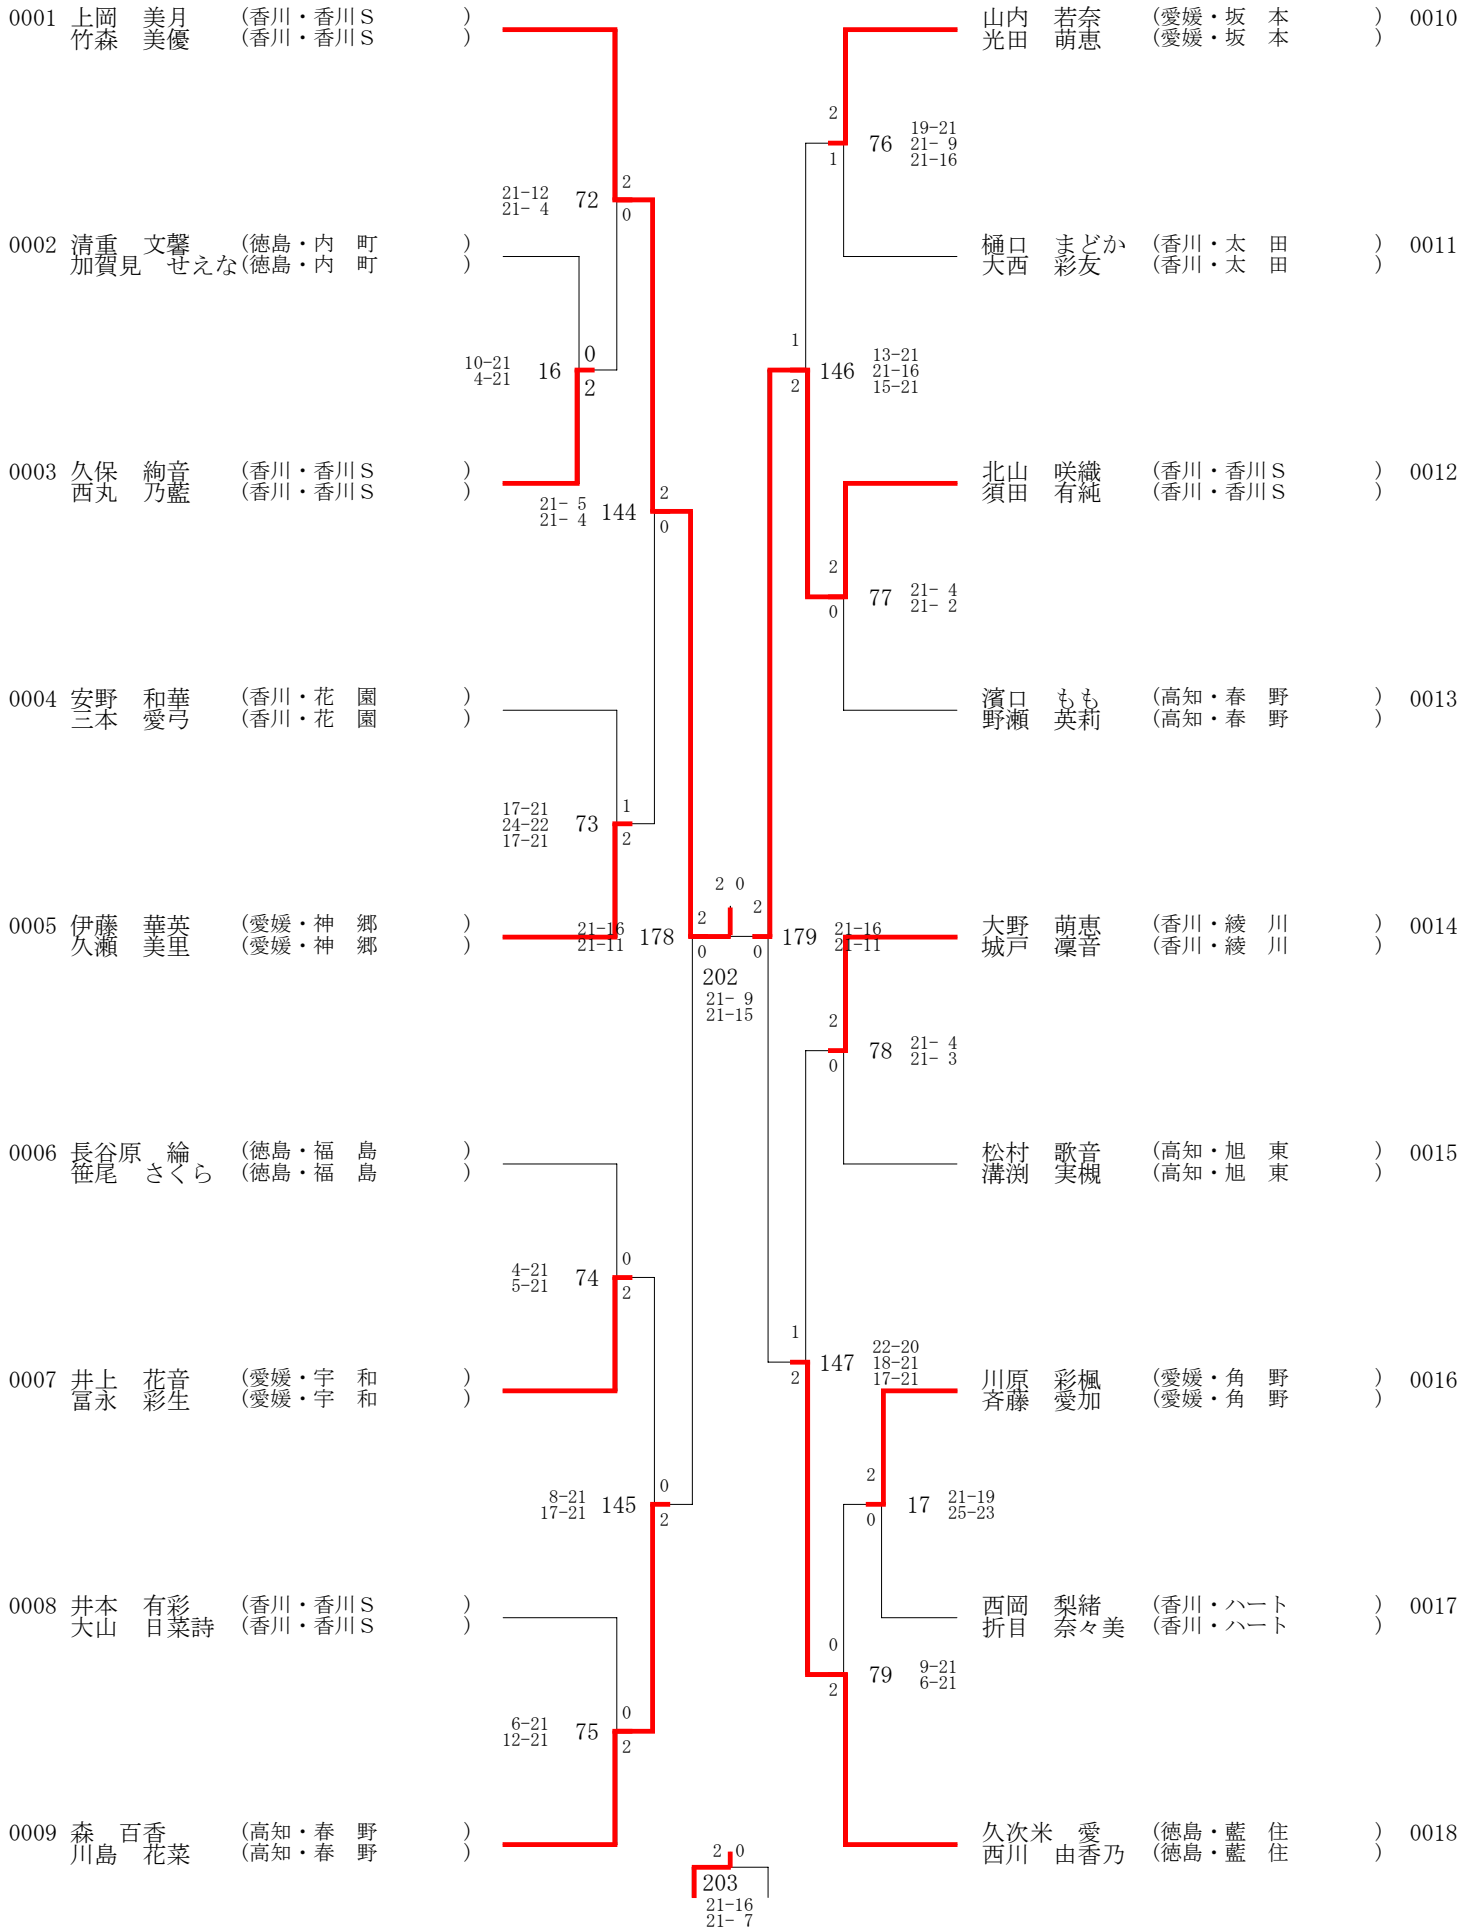 0001 上岡　美月 (香川・香川Ｓ )
竹森　美優 (香川・香川Ｓ )
21-12
21- 4
72
2
0
0002 清重　文馨 (徳島・内　町 )
加賀見　せえな (徳島・内　町 )
10-21
4-21
16
0
2
0003 久保　絢音 (香川・香川Ｓ )
西丸　乃藍 (香川・香川Ｓ )
21- 5
21- 4
144
2
0
0004 安野　和華 (香川・花　園 )
三本　愛弓 (香川・花　園 )
17-21
24-22
17-21
73
1
2
0005 伊藤　華英 (愛媛・神　郷 )
久瀬　美里 (愛媛・神　郷 )
21-16
21-11
178
2
0
0006 長谷原　綸 (徳島・福　島 )
笹尾　さくら (徳島・福　島 )
4-21
5-21
74
0
2
0007 井上　花音 (愛媛・宇　和 )
冨永　彩生 (愛媛・宇　和 )
8-21
17-21
145
0
2
0008 井本　有彩 (香川・香川Ｓ )
大山　日菜詩 (香川・香川Ｓ )
6-21
12-21
75
0
2
0009 森　百香 (高知・春　野 )
川島　花菜 (高知・春　野 )
2 0
202
21- 9
21-15
2 0
203
21-16
21- 7
山内　若奈 (愛媛・坂　本 ) 0010
光田　萌恵 (愛媛・坂　本 )
2
1
76
19-21
21- 9
21-16
樋口　まどか (香川・太　田 ) 0011
大西　彩友 (香川・太　田 )
1
2
146
13-21
21-16
15-21
北山　咲織 (香川・香川Ｓ ) 0012
須田　有純 (香川・香川Ｓ )
2
0
77
21- 4
21- 2
濱口　もも (高知・春　野 ) 0013
野瀬　英莉 (高知・春　野 )
2
0
179
21-16
21-11
大野　萌恵 (香川・綾　川 ) 0014
城戸　凜音 (香川・綾　川 )
2
0
78
21- 4
21- 3
松村　歌音 (高知・旭　東 ) 0015
溝渕　実槻 (高知・旭　東 )
1
2
147
22-20
18-21
17-21
川原　彩楓 (愛媛・角　野 ) 0016
斉藤　愛加 (愛媛・角　野 )
2
0
17
21-19
25-23
西岡　梨緒 (香川・ハート ) 0017
折目　奈々美 (香川・ハート )
0
2
79
9-21
6-21
久次米　愛 (徳島・藍　住 ) 0018
西川　由香乃 (徳島・藍　住 )